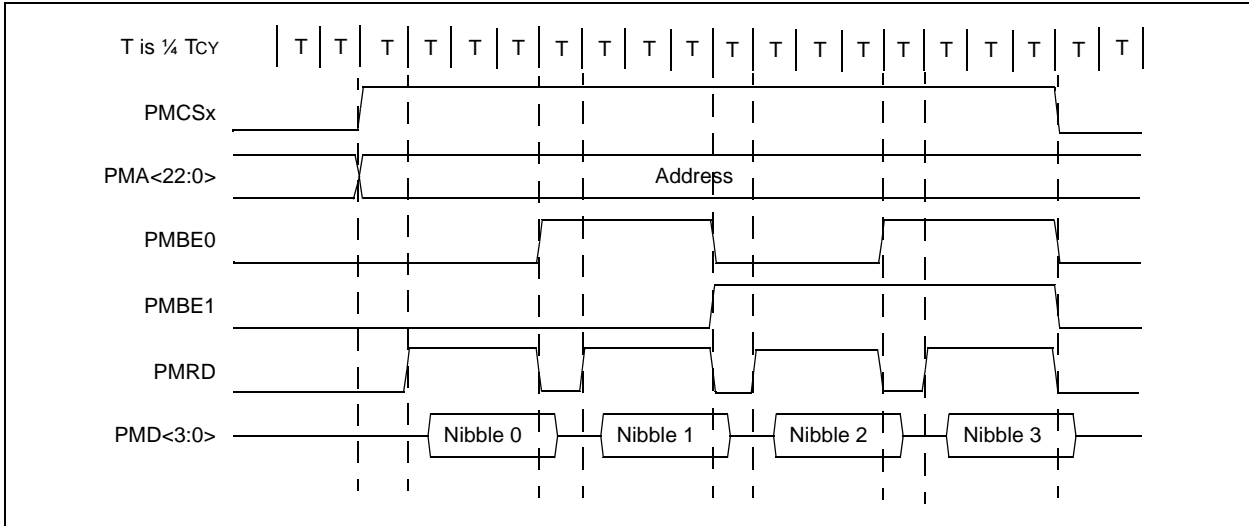 T is ¼ TCY T T T T T T T T T T T T T T T T T T T T
PMCSx
PMA<22:0> Address
PMBE0
PMBE1
PMRD
PMD<3:0> Nibble 0 Nibble 1 Nibble 2 Nibble 3